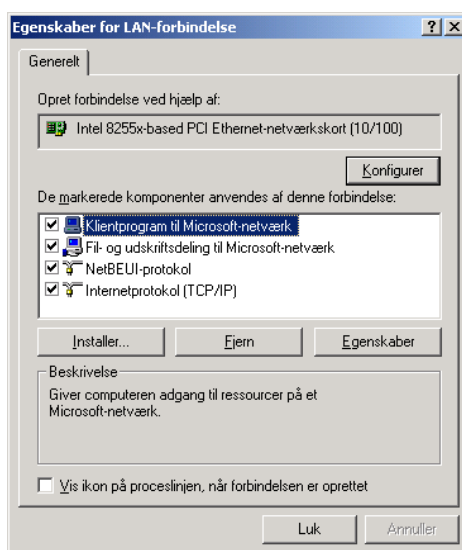 Egenskaber for LAN-forbindelse
Generelt
Opret forbindelse ved hjælp af:
Intel 8255x-based PCI Ethernet-netværkskort (10/100)
Konfigurer
De markerede komponenter anvendes af denne forbindelse:
Klientprogram til Microsoft-netværk
Fil- og udskriftsdeling til Microsoft-netværk
NetBEUI-protokol
Internetprotokol (TCP/IP)
Installer...
Fjern
Egenskaber
Beskrivelse
Giver computeren adgang til ressourcer på et
Microsoft-netværk.
Vis ikon på proceslinjen, når forbindelsen er oprettet
Luk
Annuller